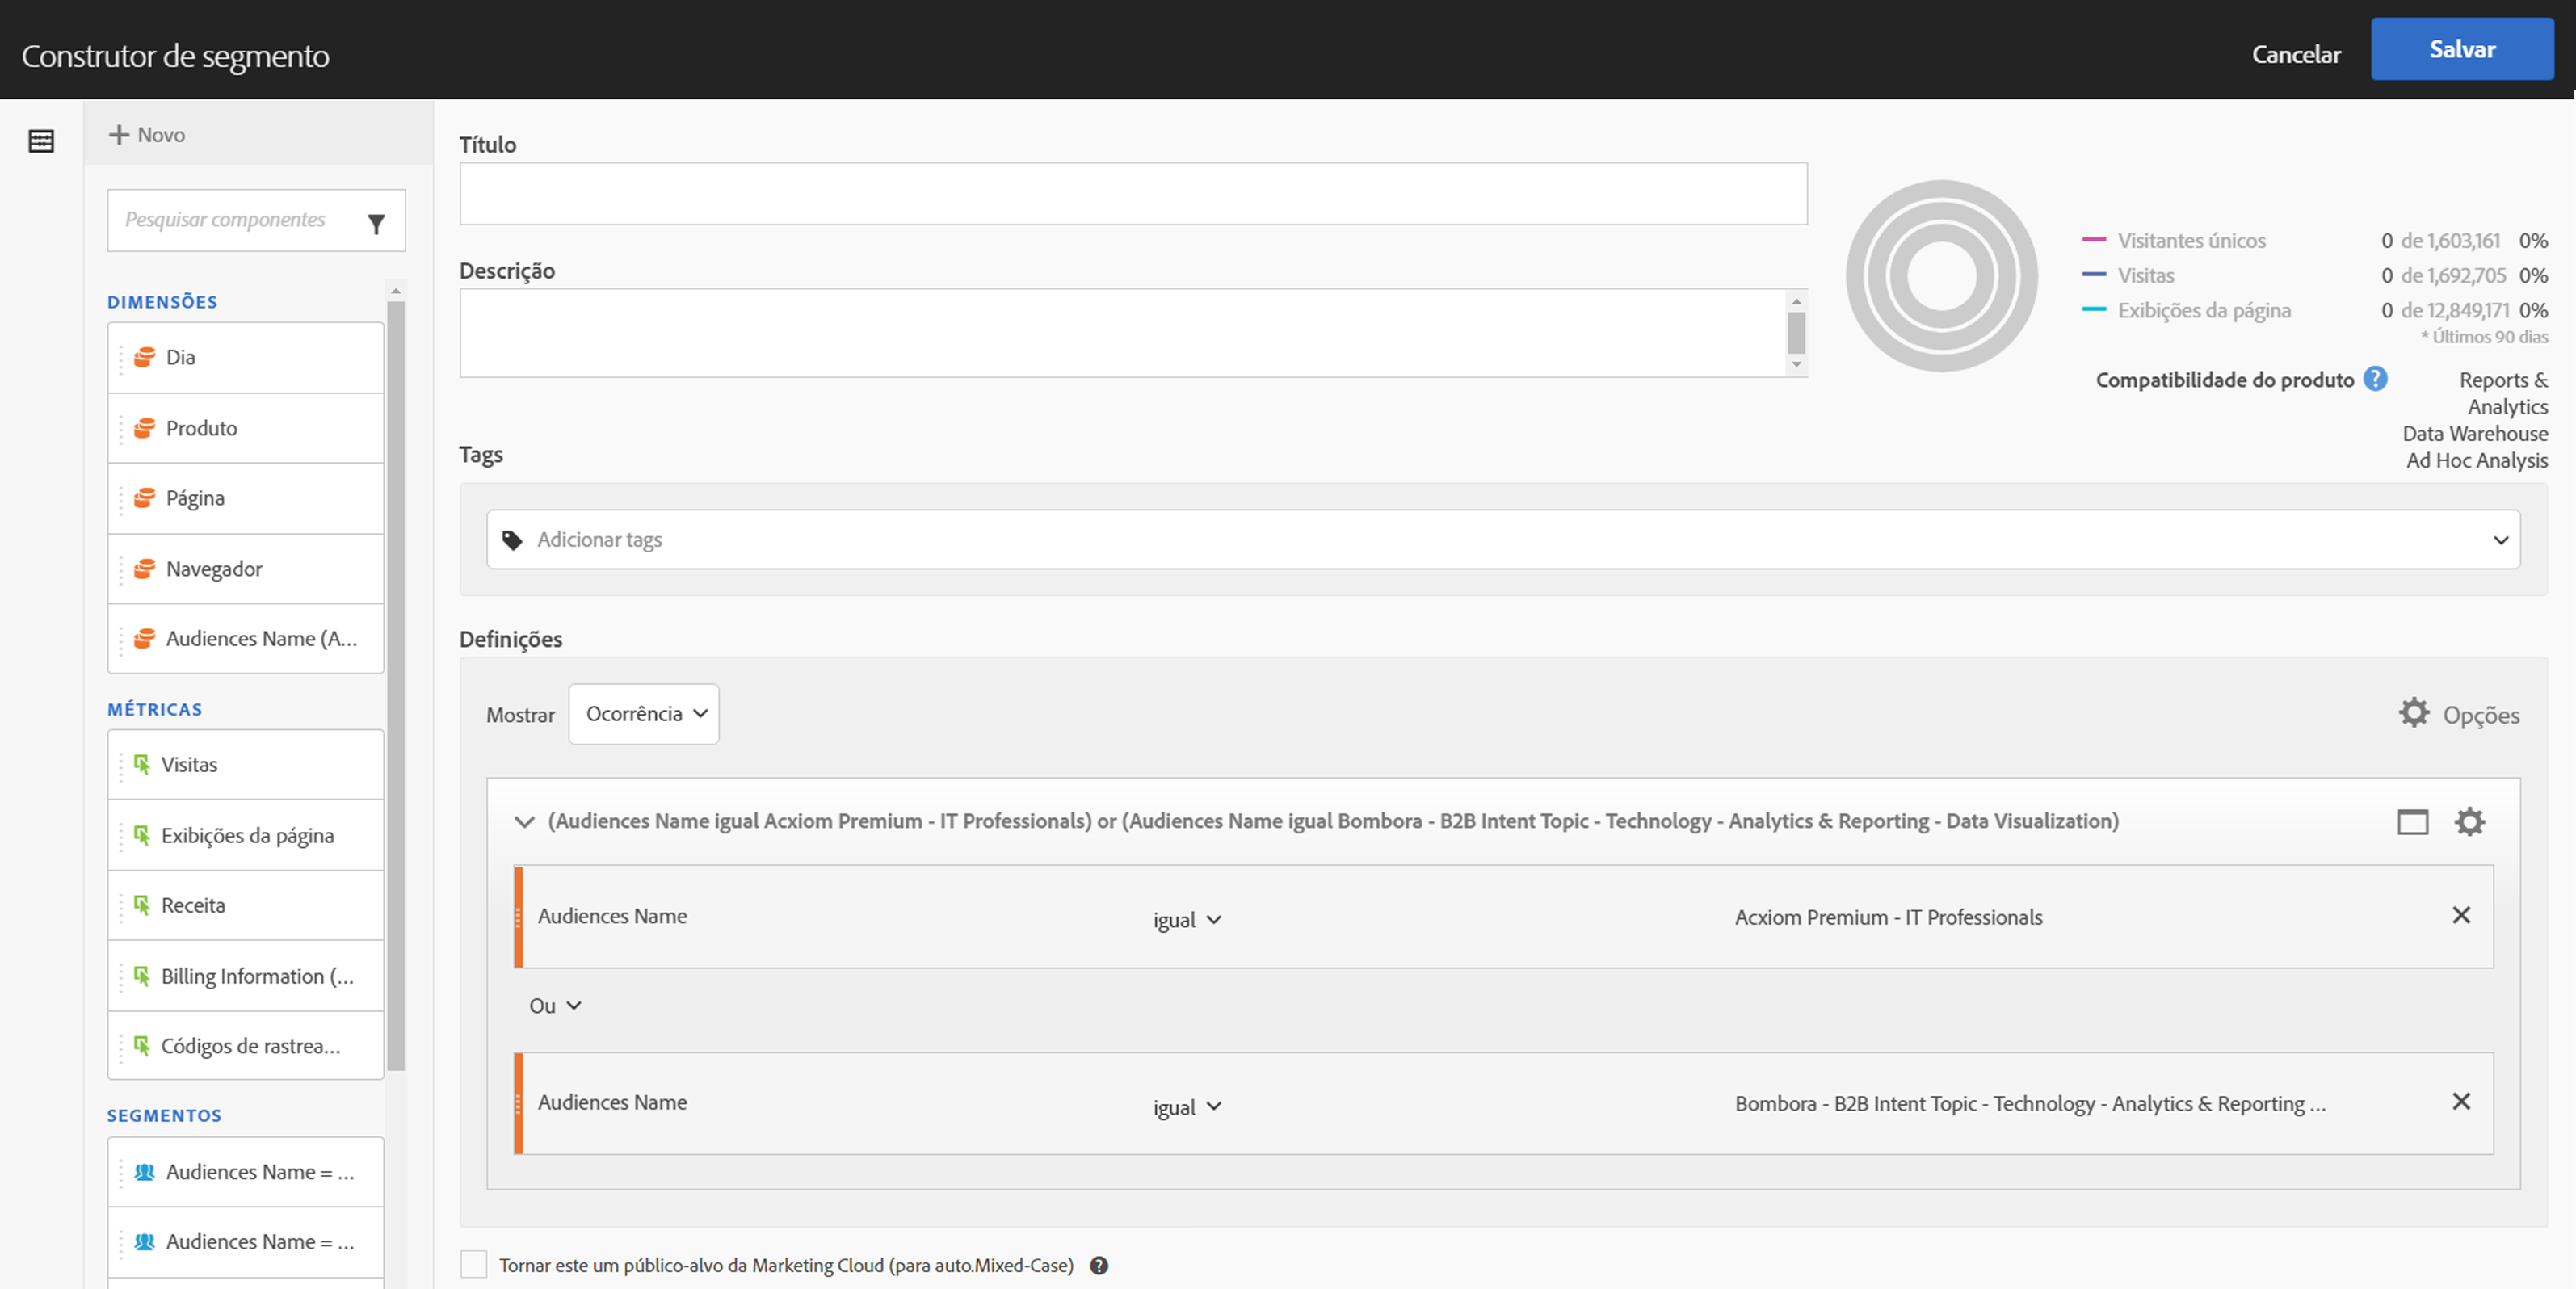 Construtor de segmento
Cancelar
Salvar
Novo
Pesquisar componentes
DIMENSÕES
Dia
Produto
Página
Navegador
Audiences Name (A...
MÉTRICAS
Visitas
Exibições da página
Receita
Billing Information (...
Códigos de rastrea...
SEGMENTOS
Audiences Name = ...
Audiences Name = ...
Título
Descrição
Visitantes únicos 0 de 1,603,161 0%
Visitas 0 de 1,692,705 0%
Exibições da página 0 de 12,849,171 0%
* Últimos 90 dias
Compatibilidade do produto ? Reports &
Analytics
Data Warehouse
Ad Hoc Analysis
Tags
Adicionar tags
Definições
Mostrar Ocorrência
Opções
(Audiences Name igual Acxiom Premium - IT Professionals) or (Audiences Name igual Bombora - B2B Intent Topic - Technology - Analytics & Reporting - Data Visualization)
Audiences Name igual Acxiom Premium - IT Professionals
Ou
Audiences Name igual Bombora - B2B Intent Topic - Technology - Analytics & Reporting ...
Tornar este um público-alvo da Marketing Cloud (para auto.Mixed-Case) ?